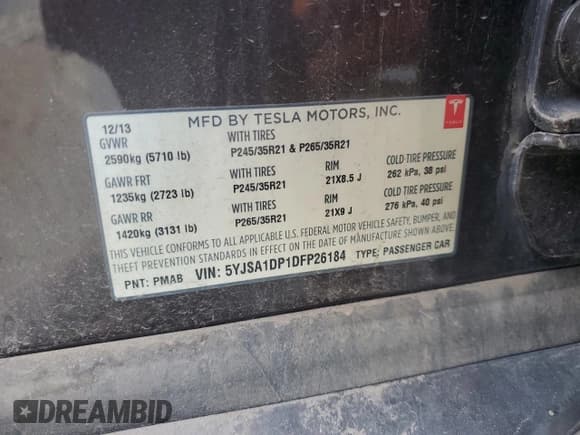 MFD BY TESLA MOTORS, INC.
TESLA
12/13
GVWR WITH TIRES
2590kg (5710 lb) P245/35R21 & P265/35R21
GAWR FRT WITH TIRES RIM COLD TIRE PRESSURE
1235kg (2723 lb) P245/35R21 21X8.5 J 262 kPa, 38 psi
GAWR RR WITH TIRES RIM COLD TIRE PRESSURE
1420kg (3131 lb) P265/35R21 21X9 J 276 kPa, 40 psi
THIS VEHICLE CONFORMS TO ALL APPLICABLE U.S. FEDERAL MOTOR VEHICLE SAFETY, BUMPER, AND
THEFT PREVENTION STANDARDS IN EFFECT ON THE DATE OF MANUFACTURE SHOWN ABOVE.
PNT: PMAB VIN: 5YJSA1DP1DFP26184 TYPE: PASSENGER CAR
DREAMBID